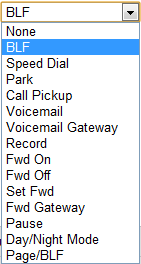 BLF
None
BLF
Speed Dial
Park
Call Pickup
Voicemail
Voicemail Gateway
Record
Fwd On
Fwd Off
Set Fwd
Fwd Gateway
Pause
Day/Night Mode
Page/BLF